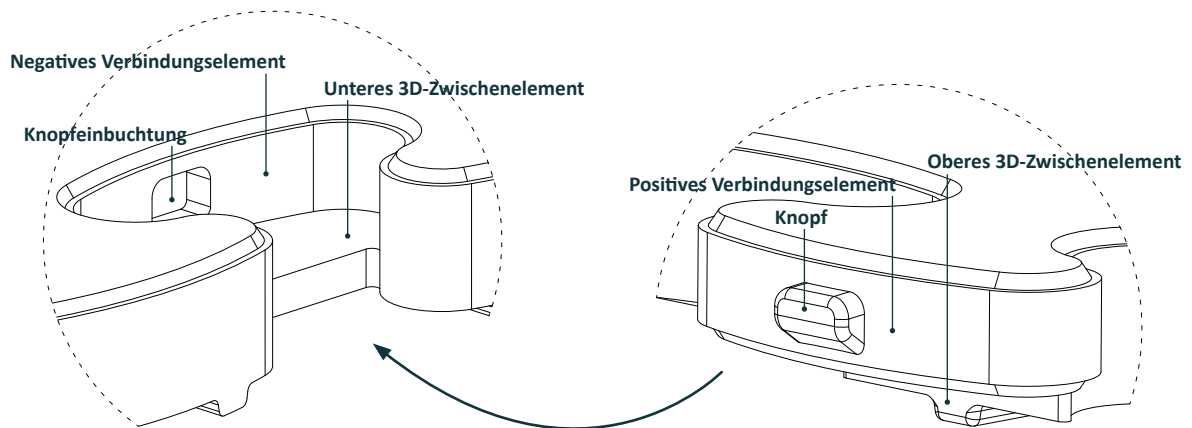 Negatives Verbindungselement
Unteres 3D-Zwischenelement
Knopfeinbuchtung
Oberes 3D-Zwischenelement
Positives Verbindungselement
Knopf